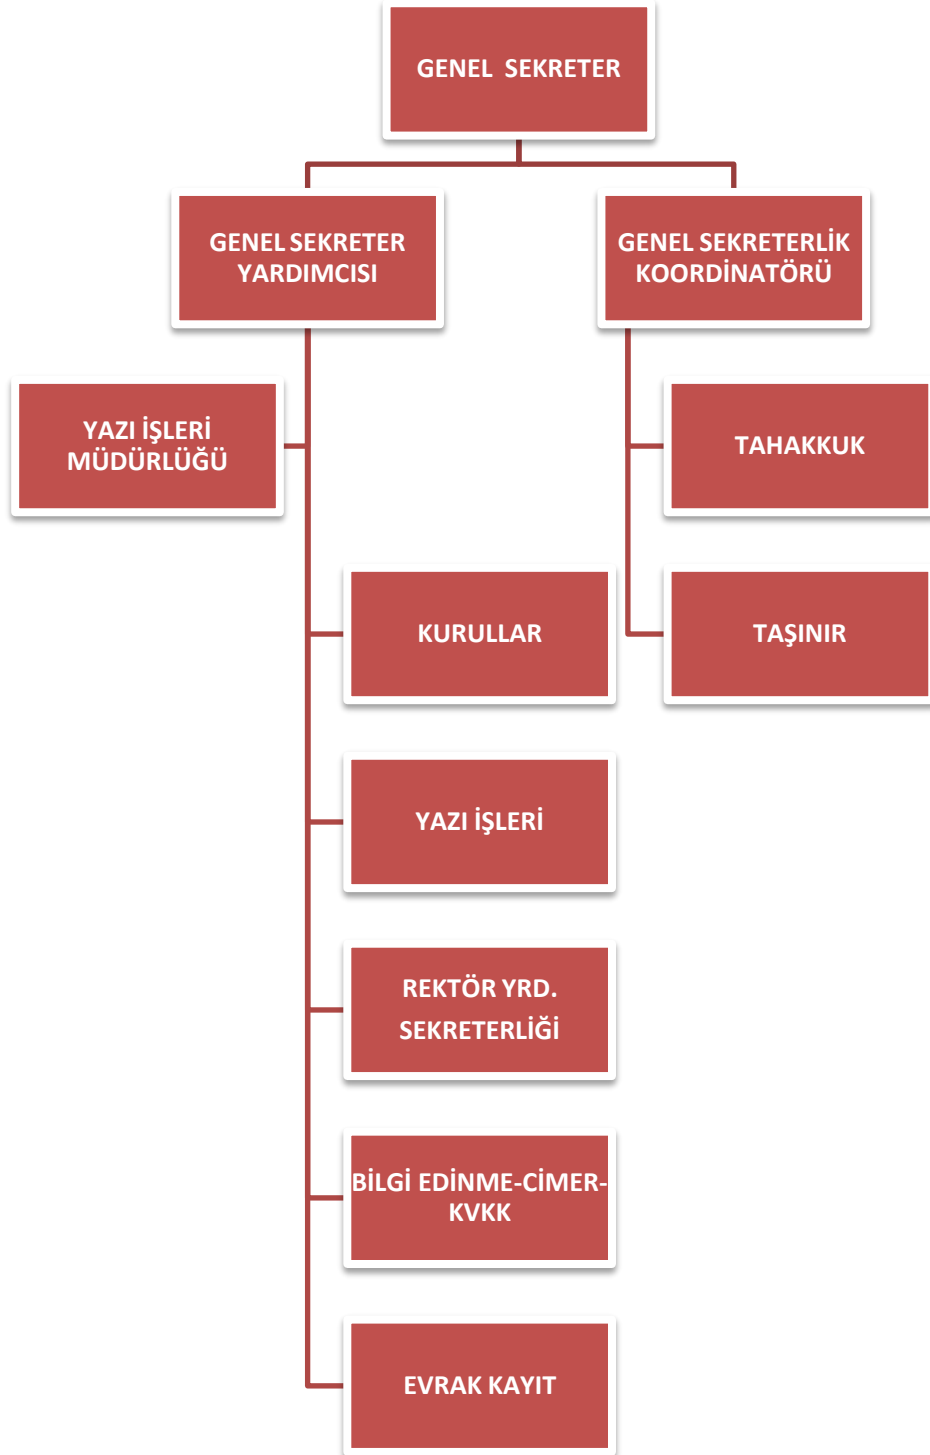 GENEL  SEKRETER
GENEL SEKRETER
YARDIMCISI
GENEL SEKRETERLİK
KOORDİNATÖRÜ
YAZI İŞLERİ
MÜDÜRLÜĞÜ
TAHAKKUK
KURULLAR
TAŞINIR
YAZI İŞLERİ
REKTÖR YRD.
SEKRETERLİĞİ
BİLGİ EDİNME-CİMER-
KVKK
EVRAK KAYIT